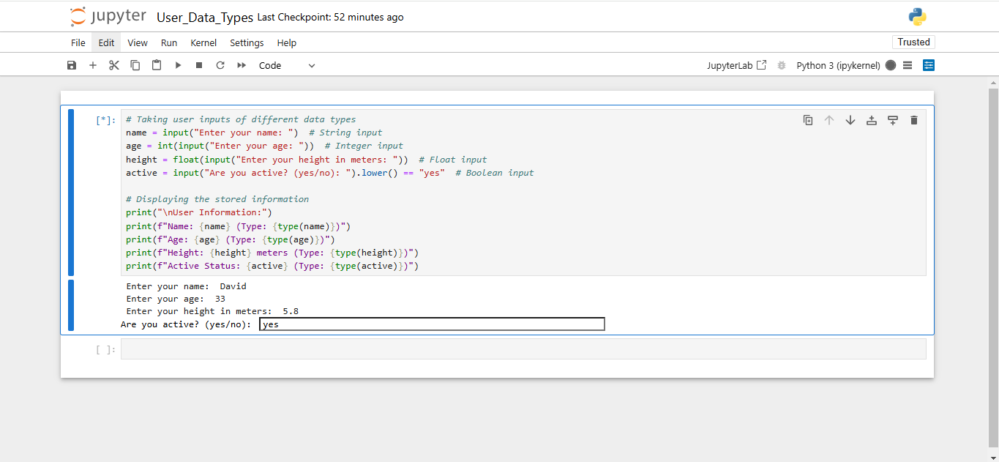 jupyter User_Data_Types Last Checkpoint: 52 minutes ago
File Edit View Run Kernel Settings Help Trusted
Code JupyterLab Python 3 (ipykernel)
[*]: # Taking user inputs of different data types
name = input("Enter your name: ")  # String input
age = int(input("Enter your age: "))  # Integer input
height = float(input("Enter your height in meters: "))  # Float input
active = input("Are you active? (yes/no): ").lower() == "yes"  # Boolean input
# Displaying the stored information
print("\nUser Information:")
print(f"Name: {name} (Type: {type(name)})")
print(f"Age: {age} (Type: {type(age)})")
print(f"Height: {height} meters (Type: {type(height)})")
print(f"Active Status: {active} (Type: {type(active)})")
Enter your name:  David
Enter your age:  33
Enter your height in meters:  5.8
Are you active? (yes/no): yes
[ ]: